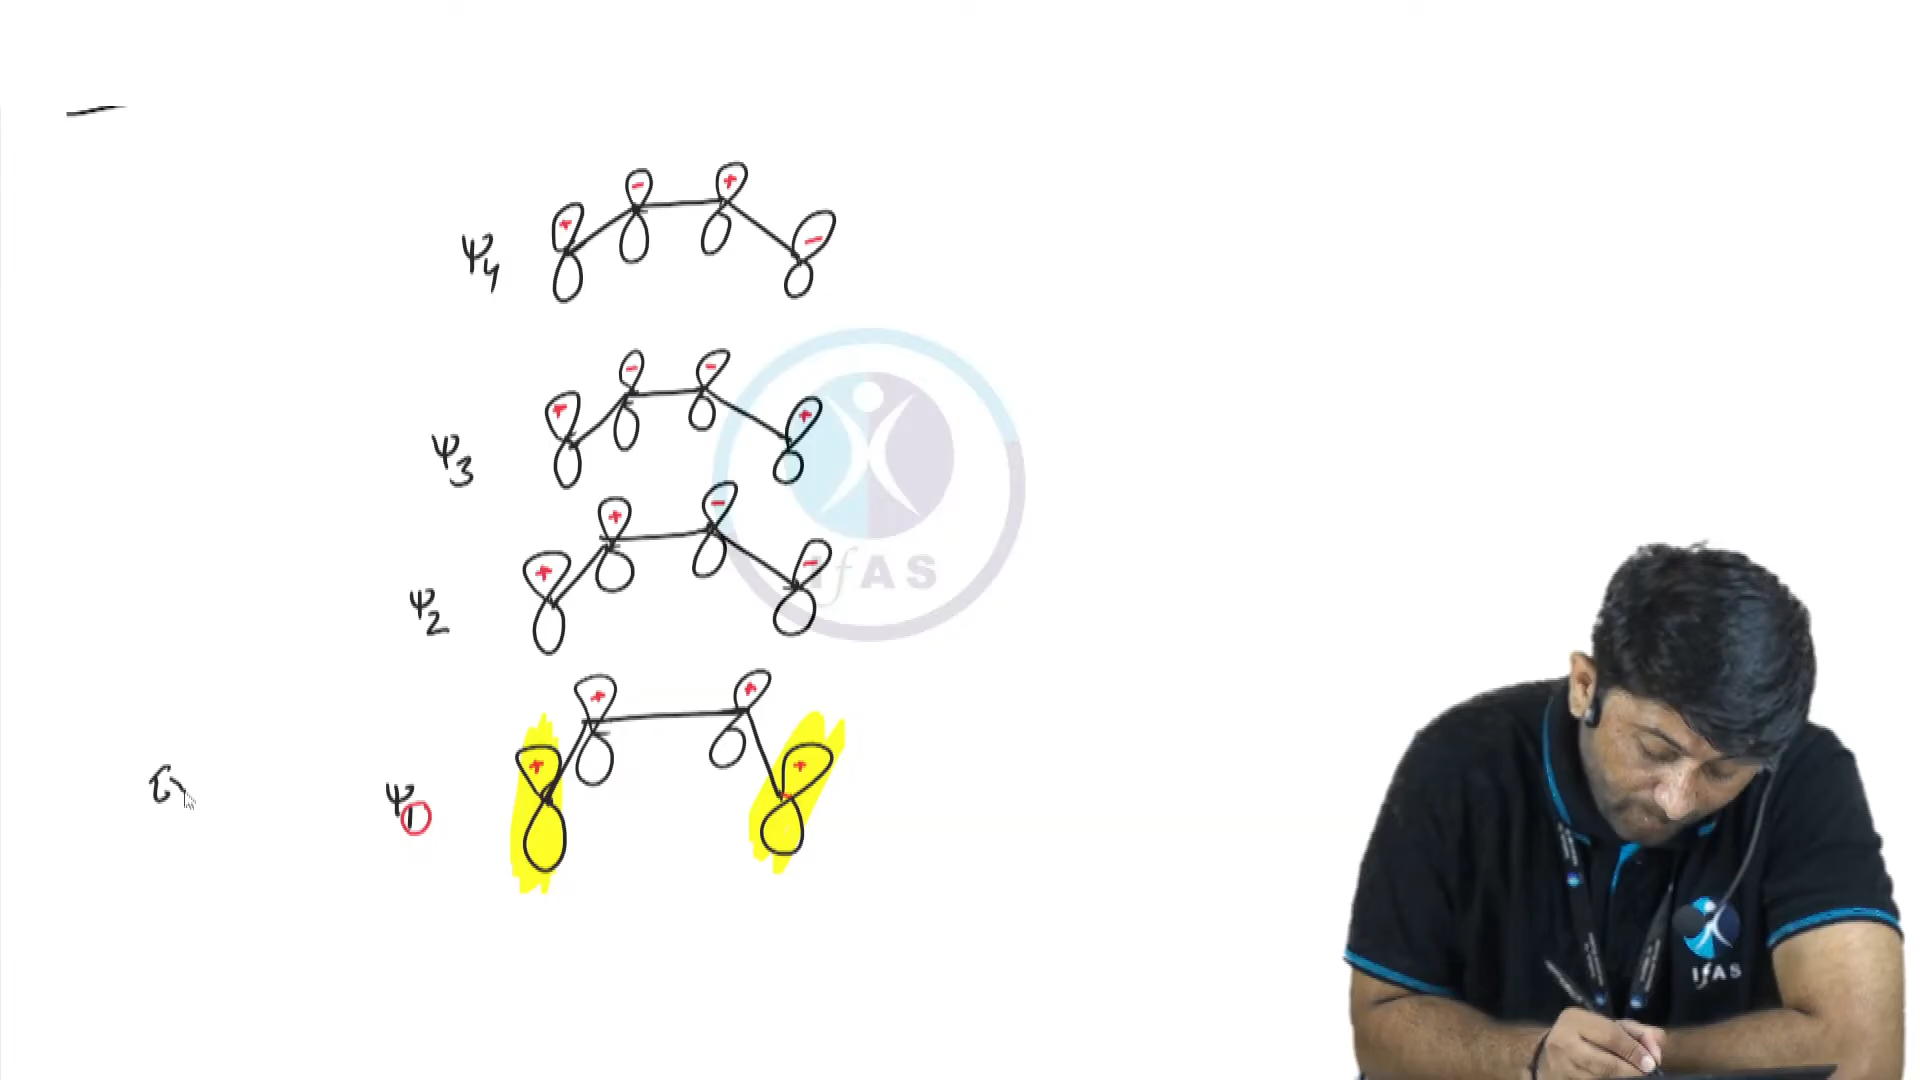 + - + -
ψ4
+ - - +
ψ3
+ + - -
ψ2
IfAS
+ +
+ +
ψ1
IfAS